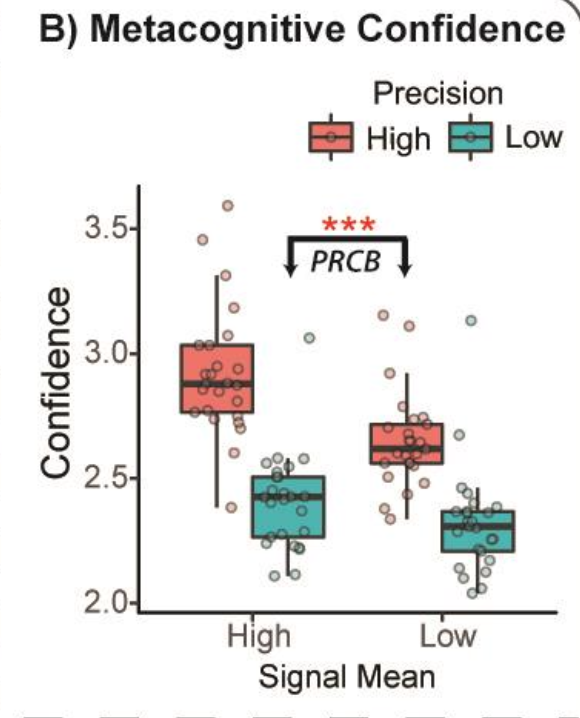 B) Metacognitive Confidence
Precision
High Low
3.5
***
PRCB
3.0
Confidence
2.5
2.0
High Low
Signal Mean